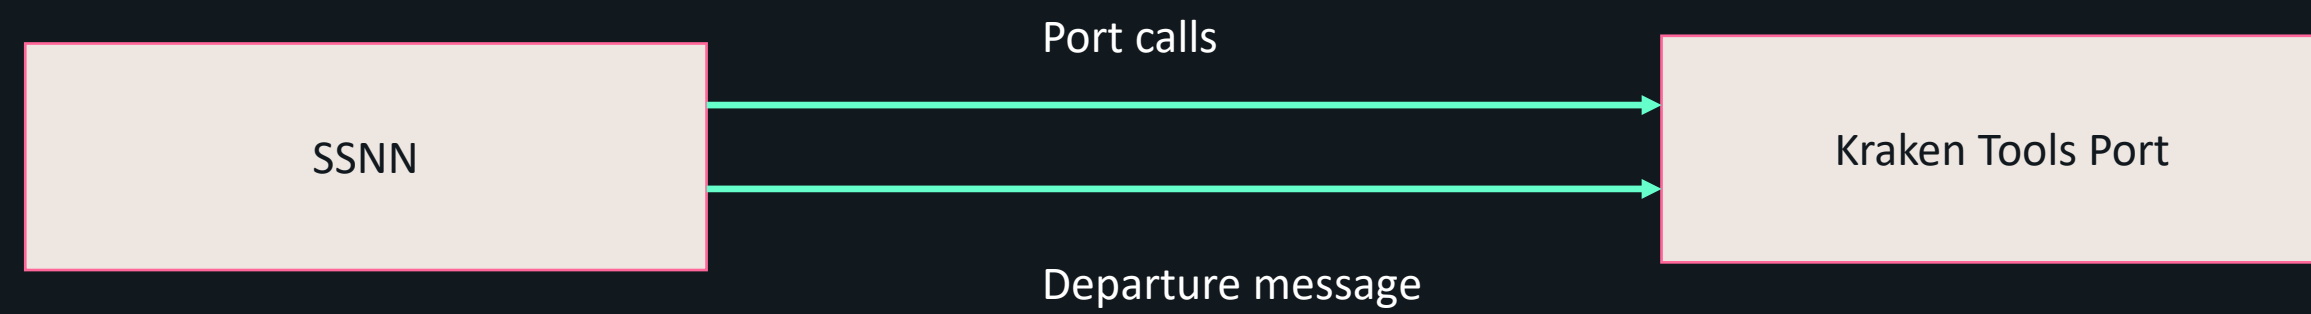 Port calls
SSNN
Kraken Tools Port
Departure message